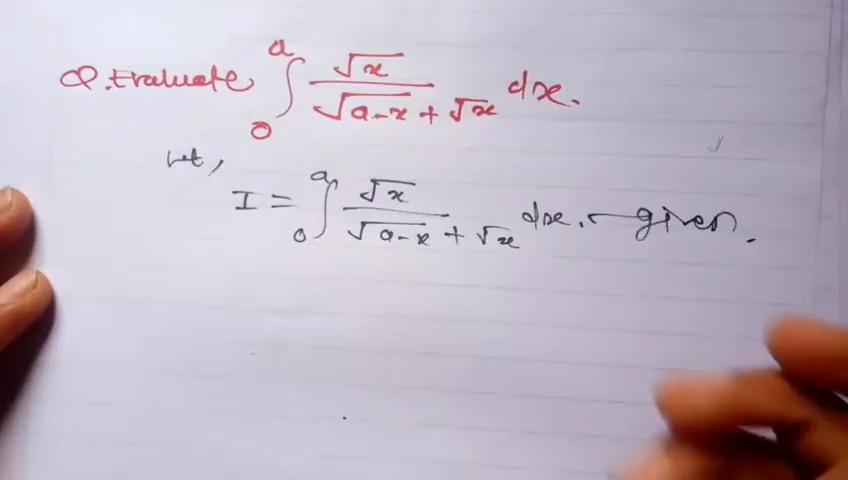 Q. Evaluate ∫₀ᵃ √x / (√(a-x) + √x) dx.
Let,
I = ∫₀ᵃ √x / (√(a-x) + √x) dx. — given.